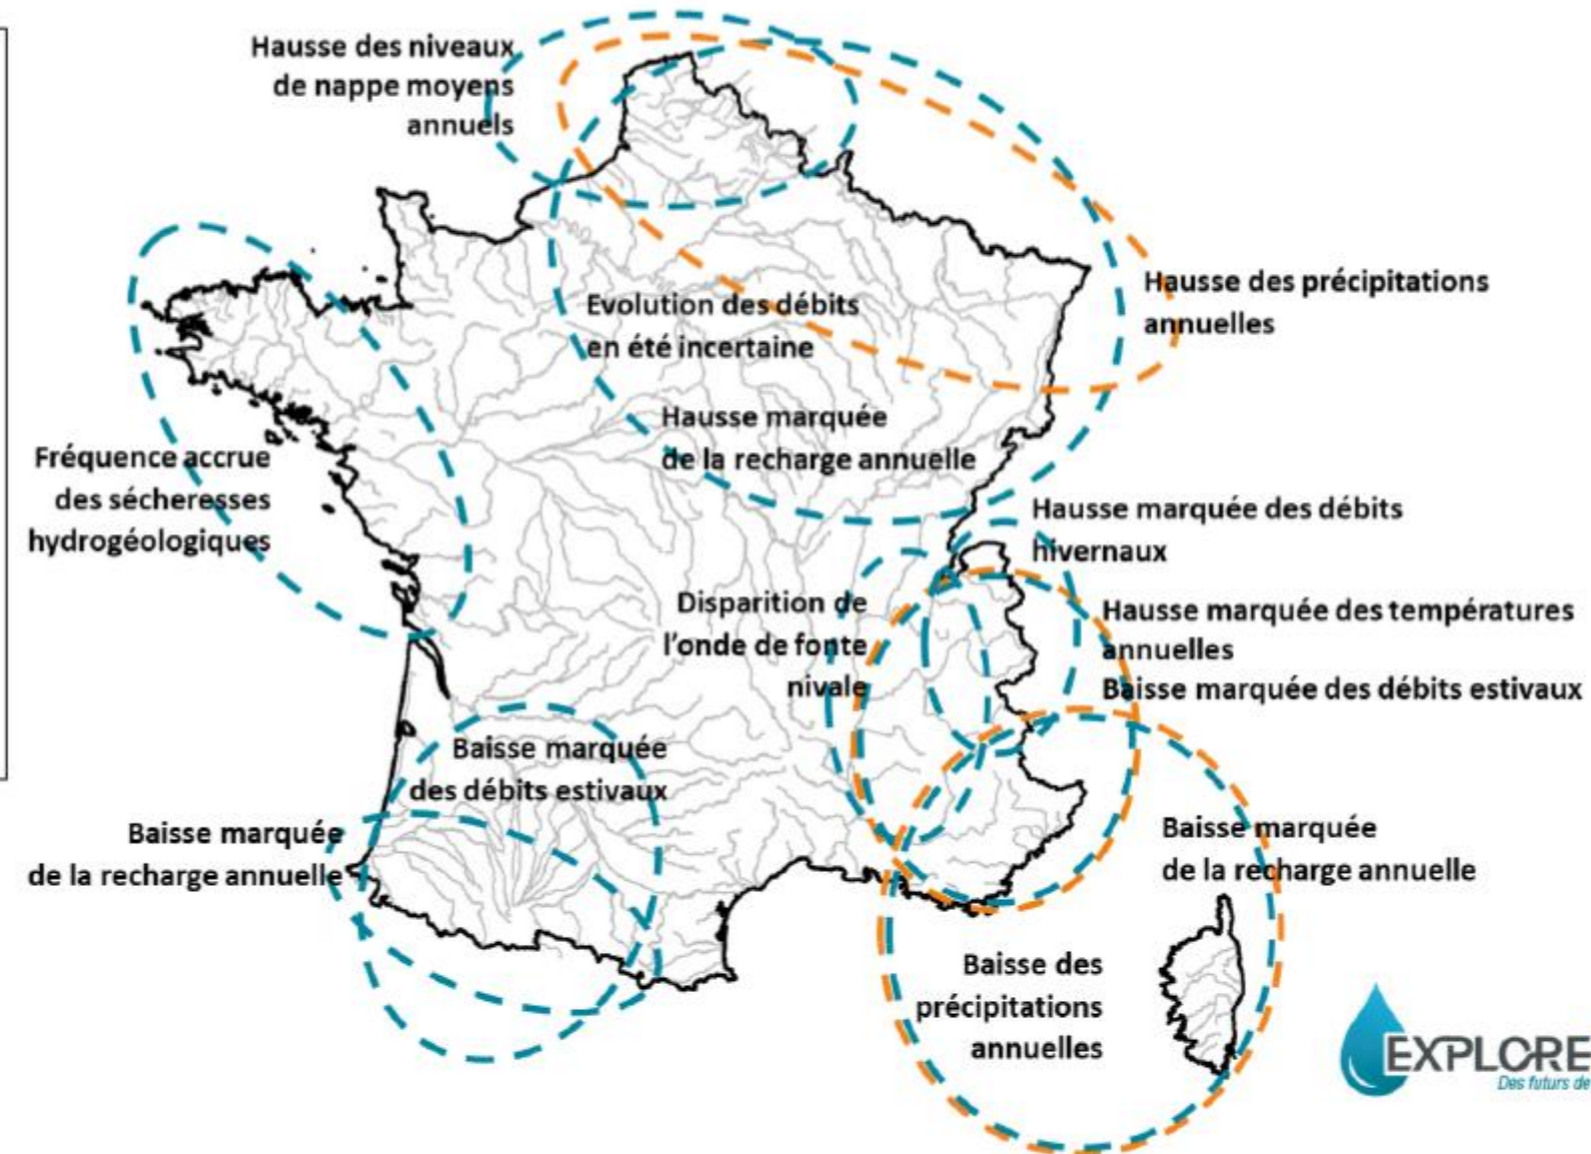 Hausse des niveaux
de nappe moyens
annuels
Hausse des précipitations
annuelles
Evolution des débits
en été incertaine
Hausse marquée
de la recharge annuelle
Fréquence accrue
des sécheresses
hydrogéologiques
Hausse marquée des débits
hivernaux
Disparition de
l'onde de fonte
nivale
Hausse marquée des températures
annuelles
Baisse marquée des débits estivaux
Baisse marquée
des débits estivaux
Baisse marquée
de la recharge annuelle
Baisse marquée
de la recharge annuelle
Baisse des
précipitations
annuelles
EXPLORE
Des futurs de